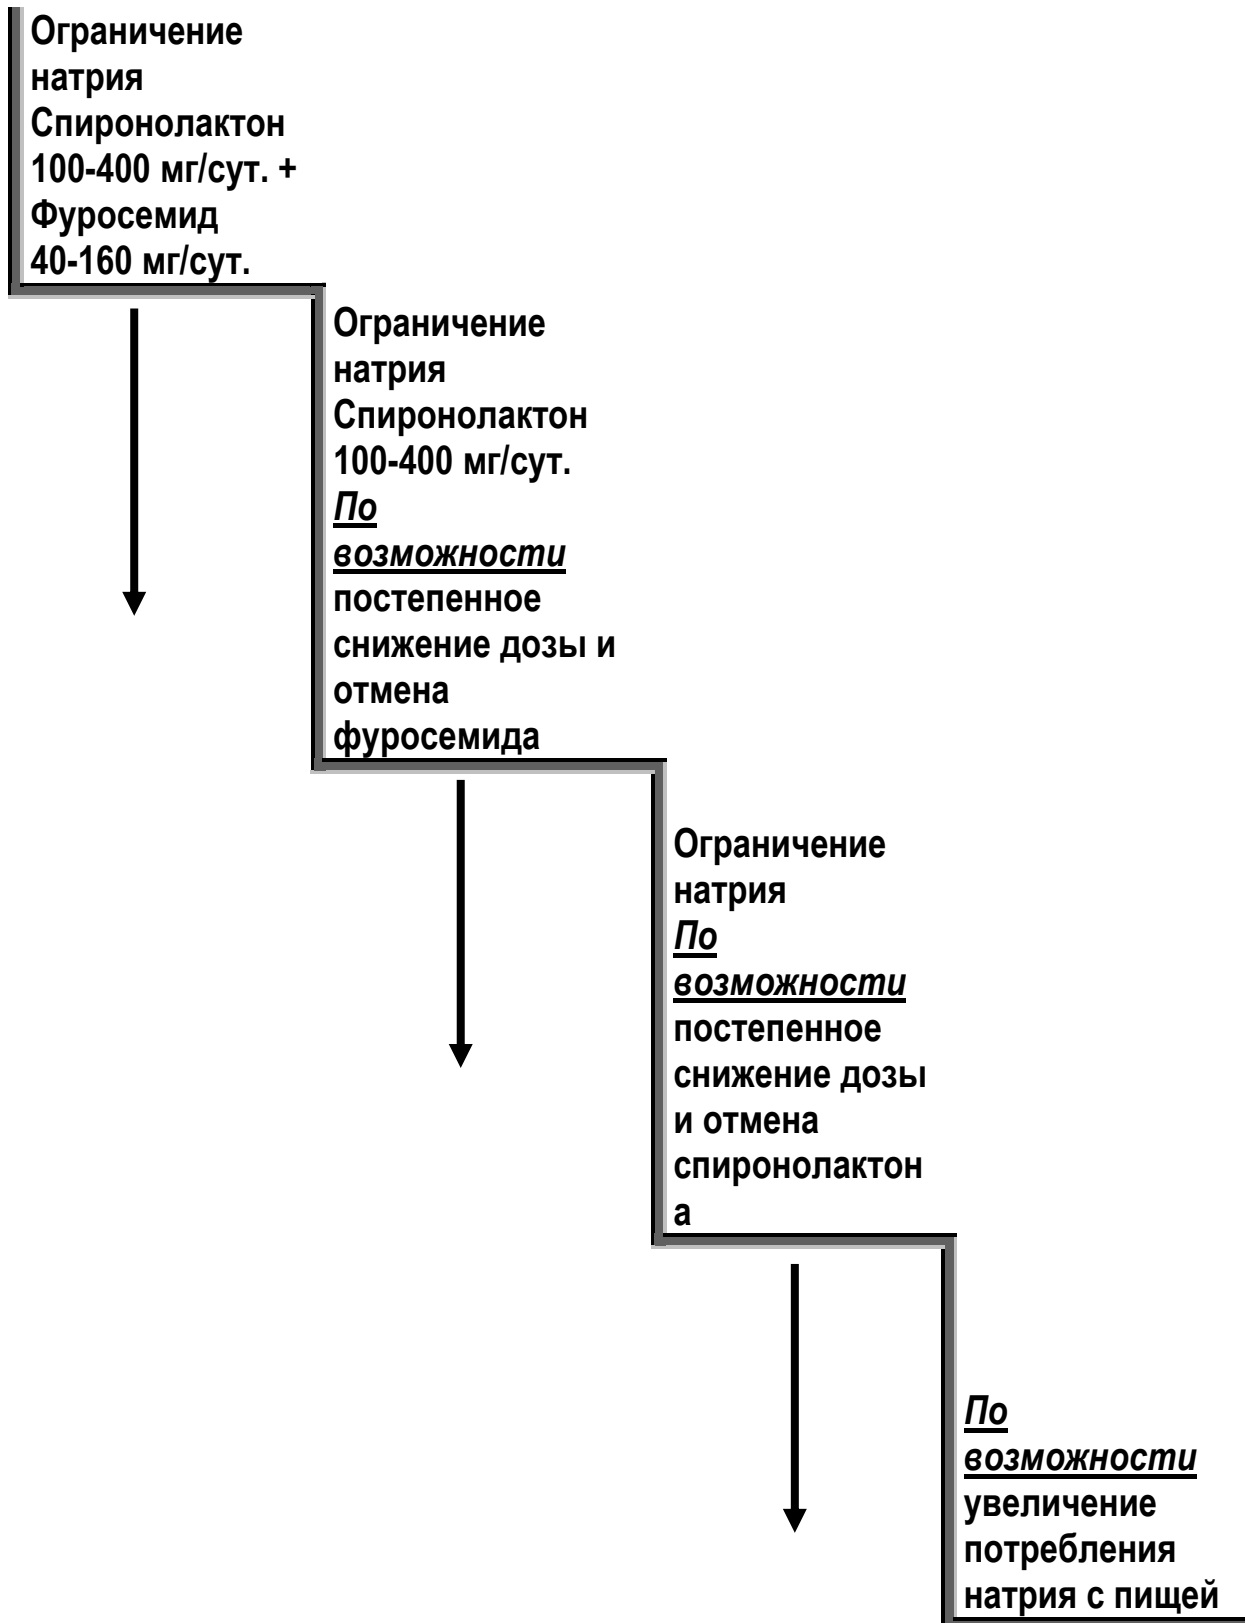 Ограничение
натрия
Спиронолактон
100-400 мг/сут. +
Фуросемид
40-160 мг/сут.
Ограничение
натрия
Спиронолактон
100-400 мг/сут.
По
возможности
постепенное
снижение дозы и
отмена
фуросемида
Ограничение
натрия
По
возможности
постепенное
снижение дозы
и отмена
спиронолактон
а
По
возможности
увеличение
потребления
натрия с пищей